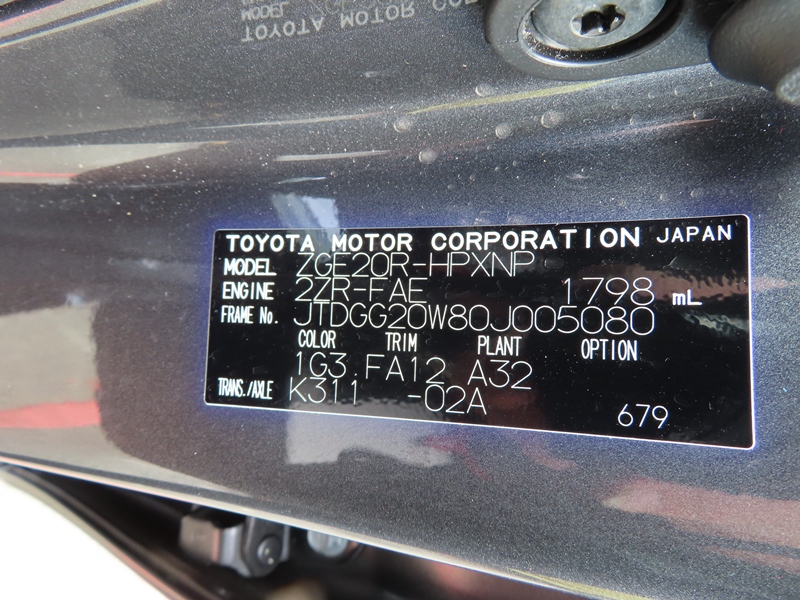 TOYOTA MOTOR CORPORATION JAPAN
MODEL ZGE20R-HPXNP
ENGINE 2ZR-FAE 1798 mL
FRAME No. JTDGG20W80J005080
COLOR TRIM PLANT OPTION
1G3 FA12 A32
TRANS./AXLE K311 -02A
679